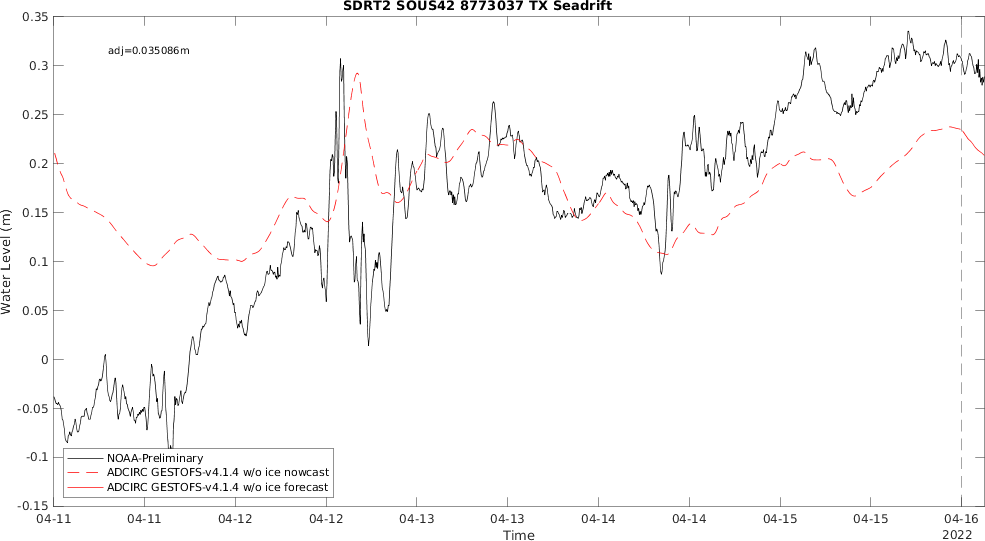 SDRT2 SOUS42 8773037 TX Seadrift
adj=0.035086m
Water Level (m)
0.35
0.3
0.25
0.2
0.15
0.1
0.05
0
-0.05
-0.1
-0.15
NOAA-Preliminary
ADCIRC GESTOFS-v4.1.4 w/o ice nowcast
ADCIRC GESTOFS-v4.1.4 w/o ice forecast
04-11 04-11 04-12 04-12 04-13 04-13 04-14 04-14 04-15 04-15 04-16
2022
Time